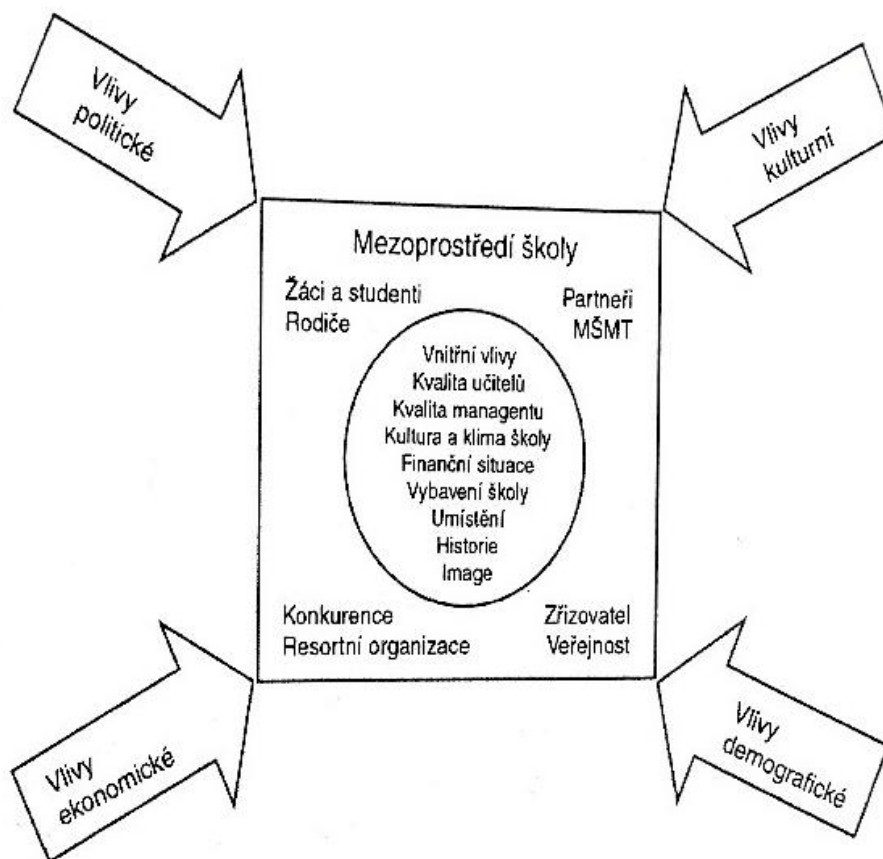 Vlivy
politické
Vlivy
kulturní
Mezoprostředí školy
Žáci a studenti
Rodiče
Partneři
MŠMT
Vnitřní vlivy
Kvalita učitelů
Kvalita managentu
Kultura a klima školy
Finanční situace
Vybavení školy
Umístění
Historie
Image
Konkurence
Resortní organizace
Zřizovatel
Veřejnost
Vlivy
ekonomické
Vlivy
demografické